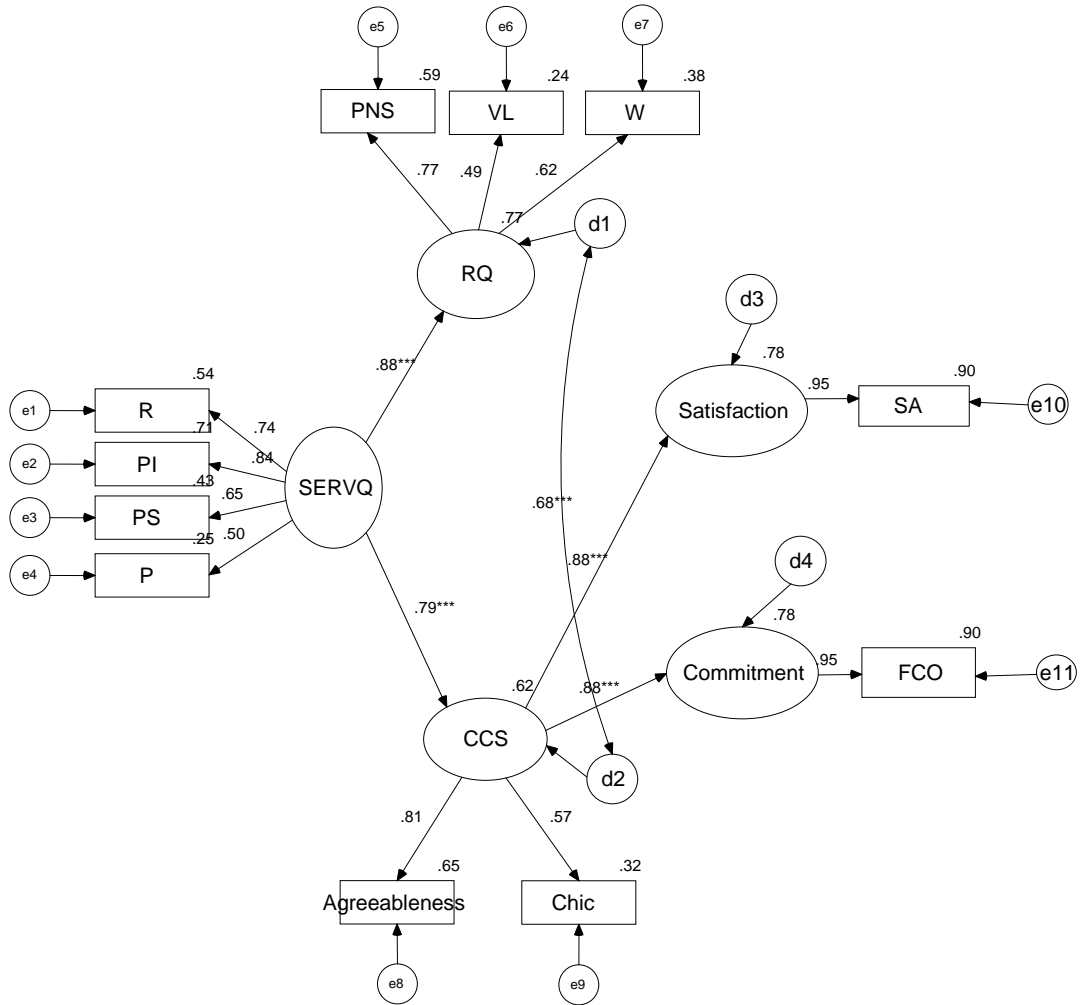 e5
e6
e7
.59
.24
.38
PNS
VL
W
.77
.49
.62
.77
d1
RQ
d3
.88***
.78
.54
.95
.90
e1
R
Satisfaction
SA
e10
.71
.74
e2
PI
.84
.43
SERVQ
e3
PS
.65
.68***
.25
.50
e4
P
.88***
d4
.79***
.78
.90
Commitment
.95
FCO
e11
.62
.88***
CCS
d2
.81
.57
.65
.32
Agreeableness
Chic
e8
e9